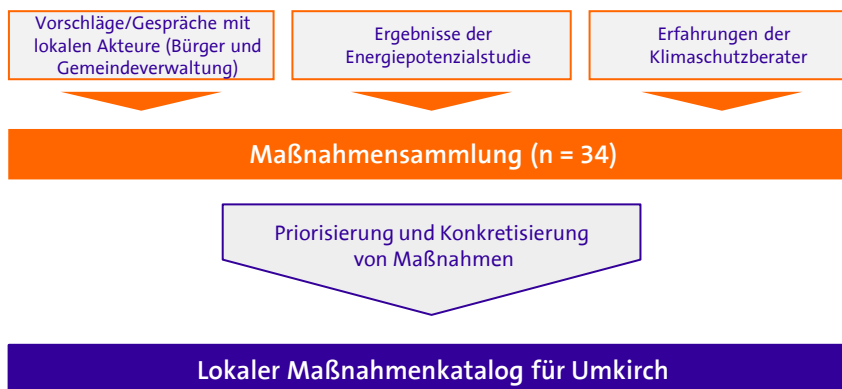 Vorschläge/Gespräche mit
lokalen Akteure (Bürger und
Gemeindeverwaltung)
Ergebnisse der
Energiepotenzialstudie
Erfahrungen der
Klimaschutzberater
Maßnahmensammlung (n = 34)
Priorisierung und Konkretisierung
von Maßnahmen
Lokaler Maßnahmenkatalog für Umkirch